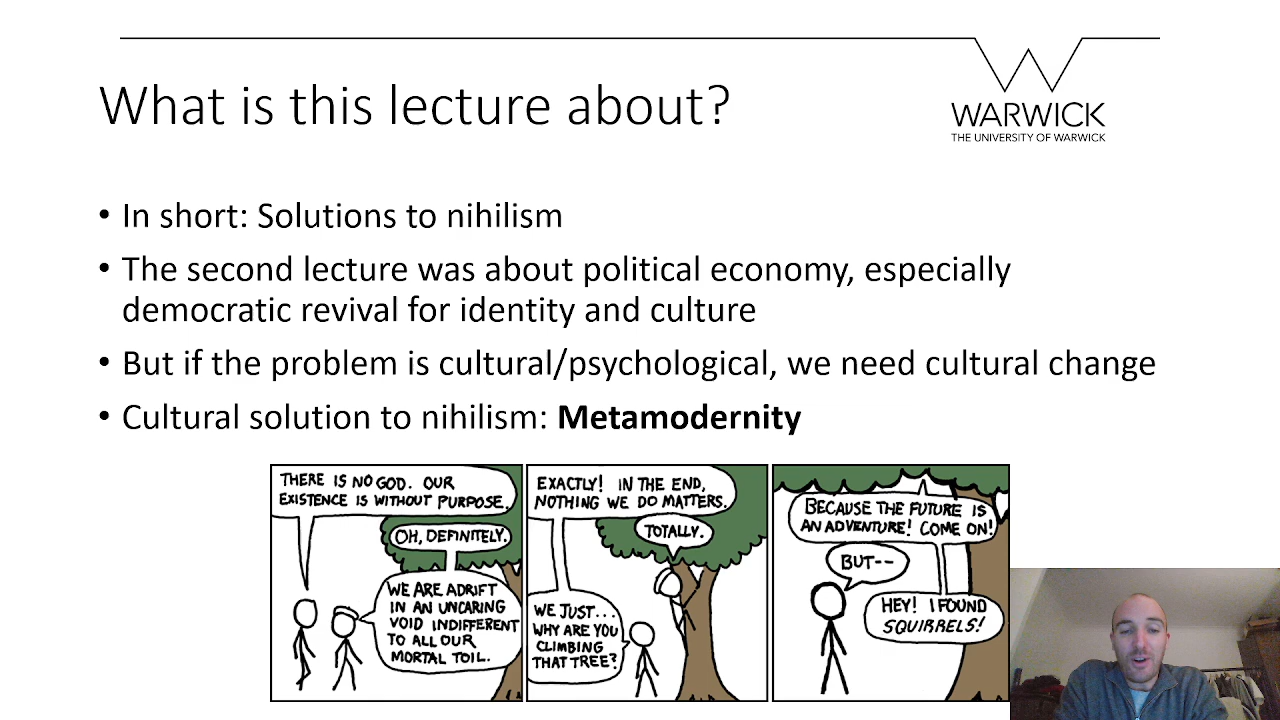 What is this lecture about?
WARWICK
THE UNIVERSITY OF WARWICK
• In short: Solutions to nihilism
• The second lecture was about political economy, especially
democratic revival for identity and culture
• But if the problem is cultural/psychological, we need cultural change
• Cultural solution to nihilism: Metamodernity
THERE IS NO GOD. OUR
EXISTENCE IS WITHOUT PURPOSE.
OH, DEFINITELY.
WE ARE ADRIFT
IN AN UNCARING
VOID INDIFFERENT
TO ALL OUR
MORTAL TOIL.
EXACTLY! IN THE END,
NOTHING WE DO MATTERS.
TOTALLY.
WE JUST...
WHY ARE YOU
CLIMBING
THAT TREE?
BECAUSE THE FUTURE IS
AN ADVENTURE! COME ON!
BUT--
HEY! I FOUND
SQUIRRELS!